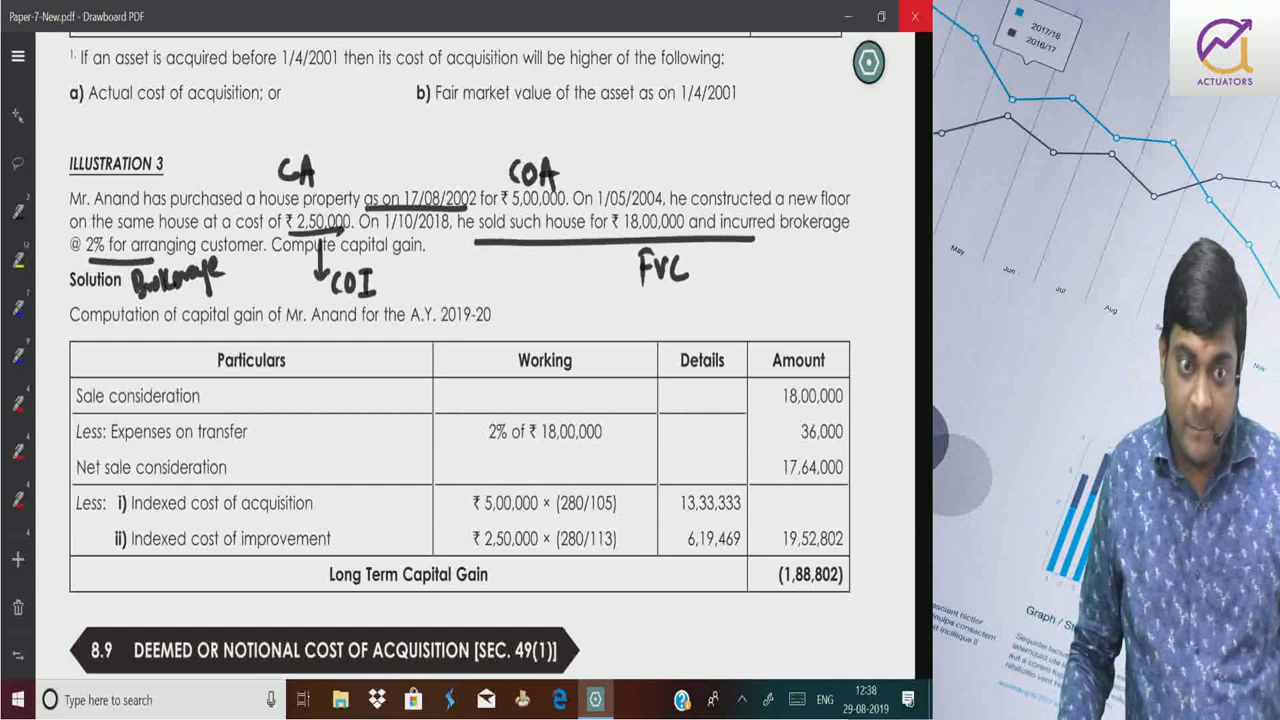 Paper-7-New.pdf - Drawboard PDF
1. If an asset is acquired before 1/4/2001 then its cost of acquisition will be higher of the following:
a) Actual cost of acquisition; or b) Fair market value of the asset as on 1/4/2001
ILLUSTRATION 3
CA COA
Mr. Anand has purchased a house property as on 17/08/2002 for ₹ 5,00,000. On 1/05/2004, he constructed a new floor
on the same house at a cost of ₹ 2,50,000. On 1/10/2018, he sold such house for ₹ 18,00,000 and incurred brokerage
@ 2% for arranging customer. Compute capital gain.
Solution Brokerage COI FVC
Computation of capital gain of Mr. Anand for the A.Y. 2019-20
Particulars Working Details Amount
Sale consideration 18,00,000
Less: Expenses on transfer 2% of ₹ 18,00,000 36,000
Net sale consideration 17,64,000
Less: i) Indexed cost of acquisition ₹ 5,00,000 × (280/105) 13,33,333
ii) Indexed cost of improvement ₹ 2,50,000 × (280/113) 6,19,469 19,52,802
Long Term Capital Gain (1,88,802)
8.9 DEEMED OR NOTIONAL COST OF ACQUISITION [SEC. 49(1)]
Type here to search
ENG
12:38
29-08-2019
2017/18
2016/17
ACTUATORS
May
Jun
Jul
Aug
Nov
Graph / St